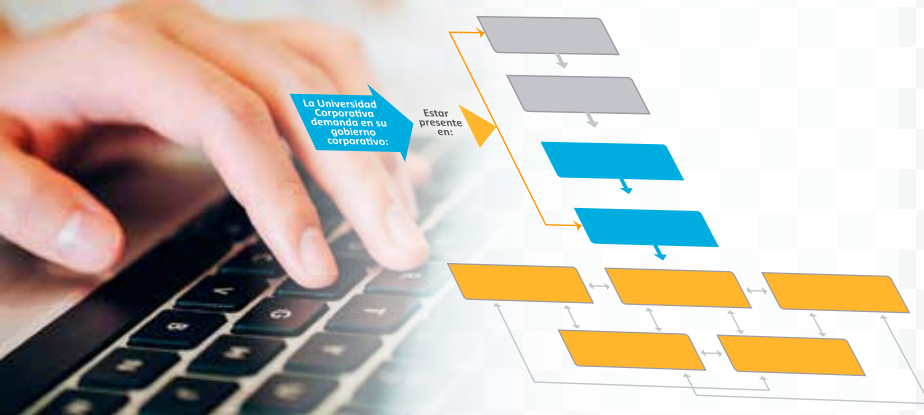 La Universidad
Corporativa
demanda en su
gobierno
corporativo:
Estar
presente
en:
V
C
T
B
M
Y